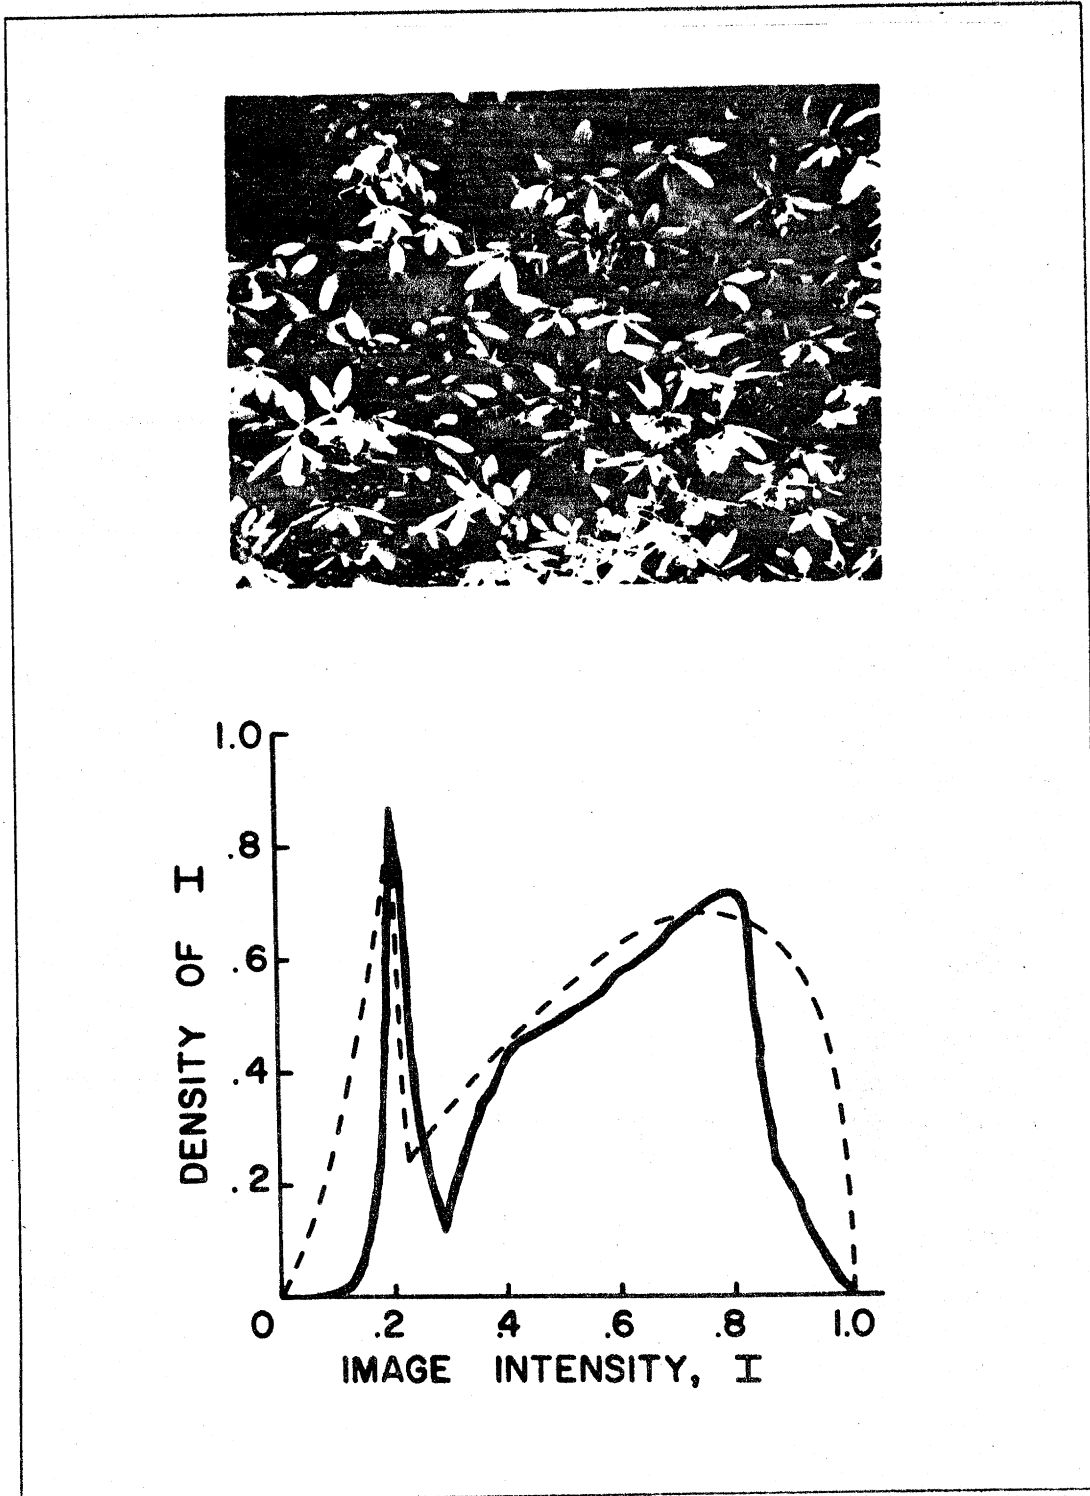 1.0
.8
.6
.4
.2
DENSITY OF I
0 .2 .4 .6 .8 1.0
IMAGE INTENSITY, I